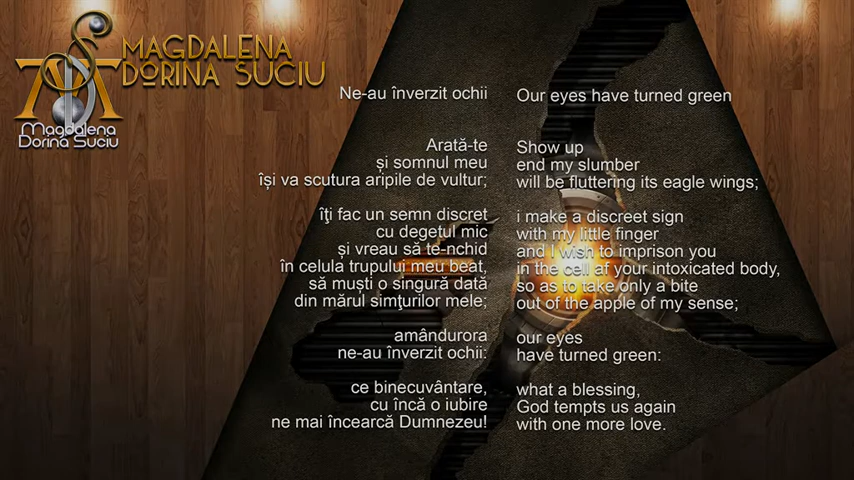 MAGDALENA
DORINA SUCIU
Magdalena
Dorina Suciu
Ne-au înverzit ochii
Arată-te
și somnul meu
își va scutura aripile de vultur;
îţi fac un semn discret
cu degetul mic
și vreau să te-nchid
în celula trupului meu beat,
să muști o singură dată
din mărul simţurilor mele;
amândurora
ne-au înverzit ochii:
ce binecuvântare,
cu încă o iubire
ne mai încearcă Dumnezeu!
Our eyes have turned green
Show up
end my slumber
will be fluttering its eagle wings;
i make a discreet sign
with my little finger
and I wish to imprison you
in the cell af your intoxicated body,
so as to take only a bite
out of the apple of my sense;
our eyes
have turned green:
what a blessing,
God tempts us again
with one more love.